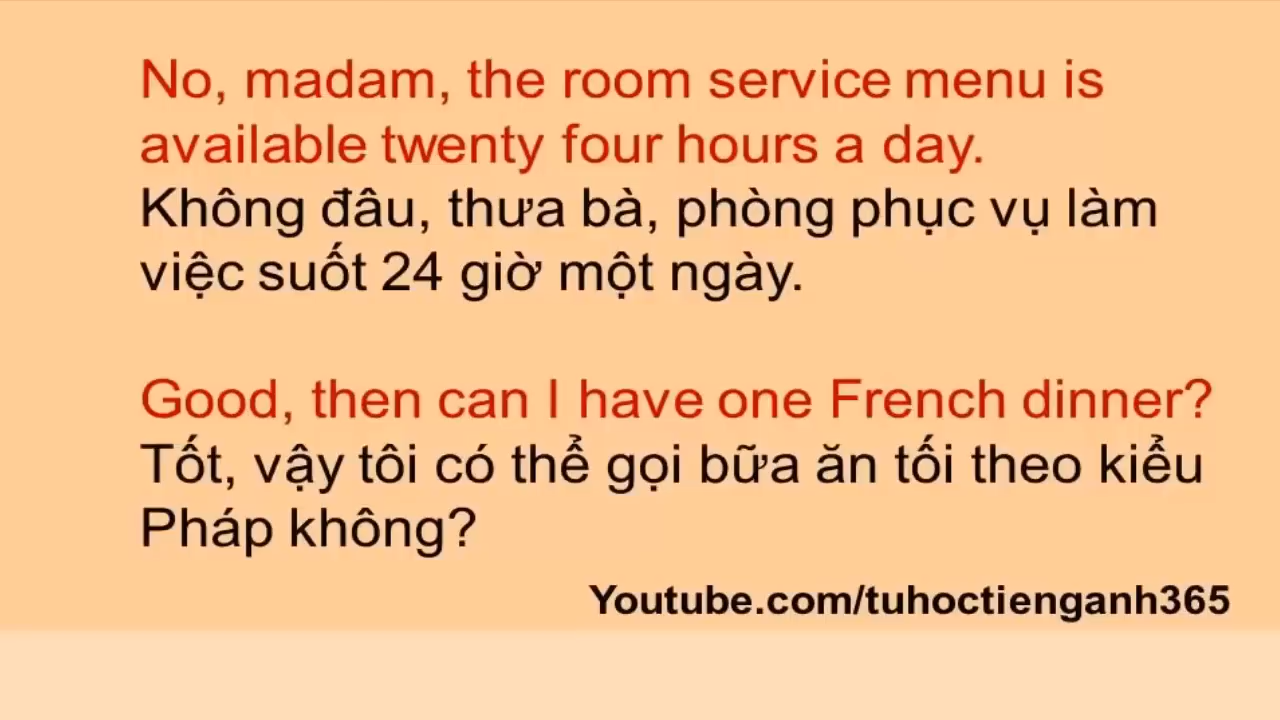 No, madam, the room service menu is
available twenty four hours a day.
Không đâu, thưa bà, phòng phục vụ làm
việc suốt 24 giờ một ngày.
Good, then can I have one French dinner?
Tốt, vậy tôi có thể gọi bữa ăn tối theo kiểu
Pháp không?
Youtube.com/tuhoctienganh365